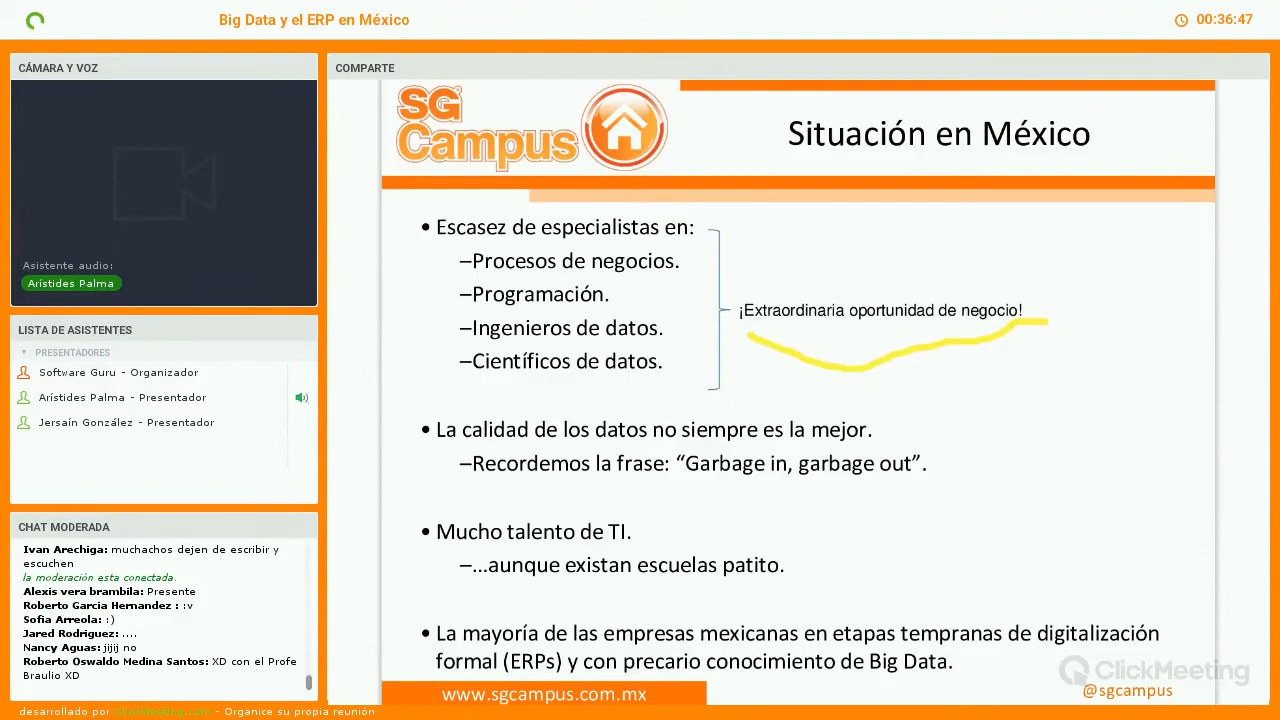 Big Data y el ERP en México
00:36:47
CÁMARA Y VOZ
Asistente audio:
Arístides Palma
LISTA DE ASISTENTES
PRESENTADORES
Software Guru - Organizador
Arístides Palma - Presentador
Jersaín González - Presentador
CHAT MODERADA
Ivan Arechiga: muchachos dejen de escribir y
escuchen
la moderación esta conectada.
Alexis vera brambila: Presente
Roberto García Hernandez : :v
Sofia Arreola: :)
Jared Rodriguez: ....
Nancy Aguas: jijij no
Roberto Oswaldo Medina Santos: XD con el Profe
Braulio XD
desarrollado por ClickMeeting.com - Organice su propia reunión
COMPARTE
SG
Campus
Situación en México
• Escasez de especialistas en:
–Procesos de negocios.
–Programación.
–Ingenieros de datos.
–Científicos de datos.
¡Extraordinaria oportunidad de negocio!
• La calidad de los datos no siempre es la mejor.
–Recordemos la frase: “Garbage in, garbage out”.
• Mucho talento de TI.
–...aunque existan escuelas patito.
• La mayoría de las empresas mexicanas en etapas tempranas de digitalización
formal (ERPs) y con precario conocimiento de Big Data.
ClickMeeting
www.sgcampus.com.mx
@sgcampus